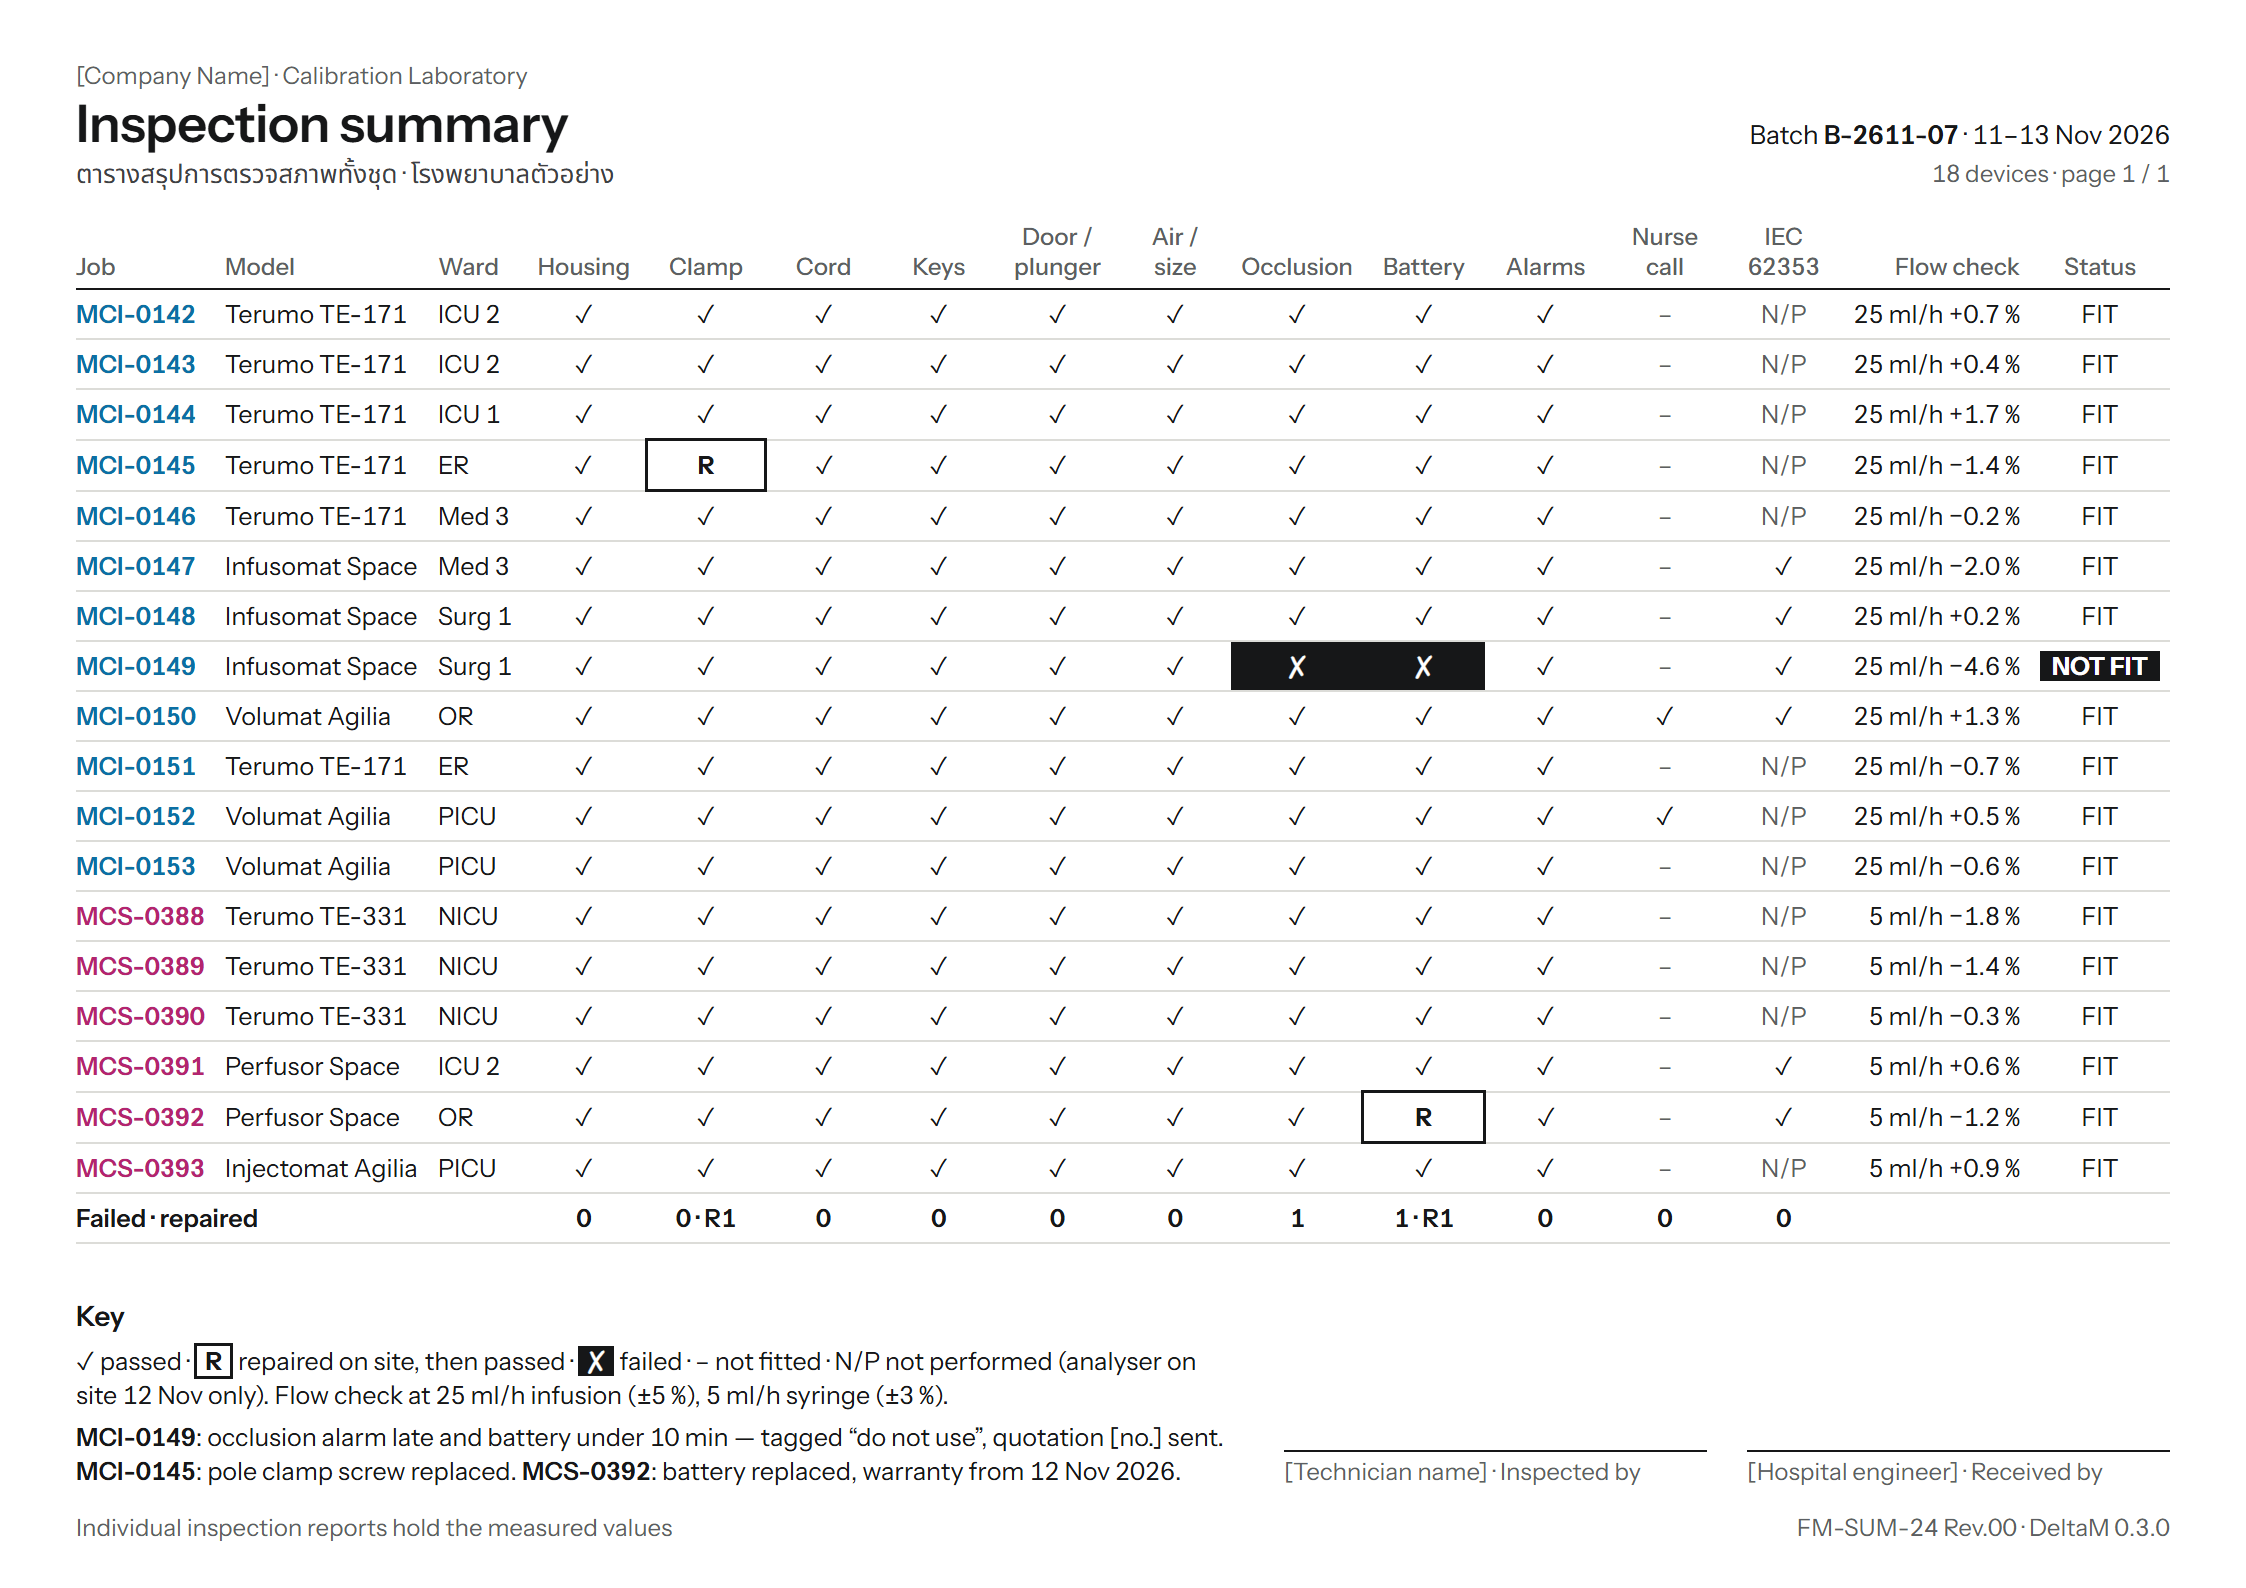 [Company Name] · Calibration Laboratory
Inspection summary
ตารางสรุปการตรวจสภาพทั้งชุด · โรงพยาบาลตัวอย่าง
Batch B-2611-07 · 11–13 Nov 2026
18 devices · page 1 / 1
Job Model Ward Housing Clamp Cord Keys Door / plunger Air / size Occlusion Battery Alarms Nurse call IEC 62353 Flow check Status
MCI-0142 Terumo TE-171 ICU 2 ✓ ✓ ✓ ✓ ✓ ✓ ✓ ✓ ✓ – N/P 25 ml/h +0.7 % FIT
MCI-0143 Terumo TE-171 ICU 2 ✓ ✓ ✓ ✓ ✓ ✓ ✓ ✓ ✓ – N/P 25 ml/h +0.4 % FIT
MCI-0144 Terumo TE-171 ICU 1 ✓ ✓ ✓ ✓ ✓ ✓ ✓ ✓ ✓ – N/P 25 ml/h +1.7 % FIT
MCI-0145 Terumo TE-171 ER ✓ R ✓ ✓ ✓ ✓ ✓ ✓ ✓ – N/P 25 ml/h −1.4 % FIT
MCI-0146 Terumo TE-171 Med 3 ✓ ✓ ✓ ✓ ✓ ✓ ✓ ✓ ✓ – N/P 25 ml/h −0.2 % FIT
MCI-0147 Infusomat Space Med 3 ✓ ✓ ✓ ✓ ✓ ✓ ✓ ✓ ✓ – ✓ 25 ml/h −2.0 % FIT
MCI-0148 Infusomat Space Surg 1 ✓ ✓ ✓ ✓ ✓ ✓ ✓ ✓ ✓ – ✓ 25 ml/h +0.2 % FIT
MCI-0149 Infusomat Space Surg 1 ✓ ✓ ✓ ✓ ✓ ✓ ✗ ✗ ✓ – ✓ 25 ml/h −4.6 % NOT FIT
MCI-0150 Volumat Agilia OR ✓ ✓ ✓ ✓ ✓ ✓ ✓ ✓ ✓ ✓ ✓ 25 ml/h +1.3 % FIT
MCI-0151 Terumo TE-171 ER ✓ ✓ ✓ ✓ ✓ ✓ ✓ ✓ ✓ – N/P 25 ml/h −0.7 % FIT
MCI-0152 Volumat Agilia PICU ✓ ✓ ✓ ✓ ✓ ✓ ✓ ✓ ✓ ✓ N/P 25 ml/h +0.5 % FIT
MCI-0153 Volumat Agilia PICU ✓ ✓ ✓ ✓ ✓ ✓ ✓ ✓ ✓ – N/P 25 ml/h −0.6 % FIT
MCS-0388 Terumo TE-331 NICU ✓ ✓ ✓ ✓ ✓ ✓ ✓ ✓ ✓ – N/P 5 ml/h −1.8 % FIT
MCS-0389 Terumo TE-331 NICU ✓ ✓ ✓ ✓ ✓ ✓ ✓ ✓ ✓ – N/P 5 ml/h −1.4 % FIT
MCS-0390 Terumo TE-331 NICU ✓ ✓ ✓ ✓ ✓ ✓ ✓ ✓ ✓ – N/P 5 ml/h −0.3 % FIT
MCS-0391 Perfusor Space ICU 2 ✓ ✓ ✓ ✓ ✓ ✓ ✓ ✓ ✓ – ✓ 5 ml/h +0.6 % FIT
MCS-0392 Perfusor Space OR ✓ ✓ ✓ ✓ ✓ ✓ ✓ R ✓ – ✓ 5 ml/h −1.2 % FIT
MCS-0393 Injectomat Agilia PICU ✓ ✓ ✓ ✓ ✓ ✓ ✓ ✓ ✓ – N/P 5 ml/h +0.9 % FIT
Failed · repaired 0 0 · R1 0 0 0 0 1 1 · R1 0 0 0
Key
✓ passed · R repaired on site, then passed · ✗ failed · – not fitted · N/P not performed (analyser on
site 12 Nov only). Flow check at 25 ml/h infusion (±5 %), 5 ml/h syringe (±3 %).
MCI-0149: occlusion alarm late and battery under 10 min — tagged “do not use”, quotation [no.] sent.
MCI-0145: pole clamp screw replaced. MCS-0392: battery replaced, warranty from 12 Nov 2026.
[Technician name] · Inspected by
[Hospital engineer] · Received by
Individual inspection reports hold the measured values
FM-SUM-24 Rev.00 · DeltaM 0.3.0